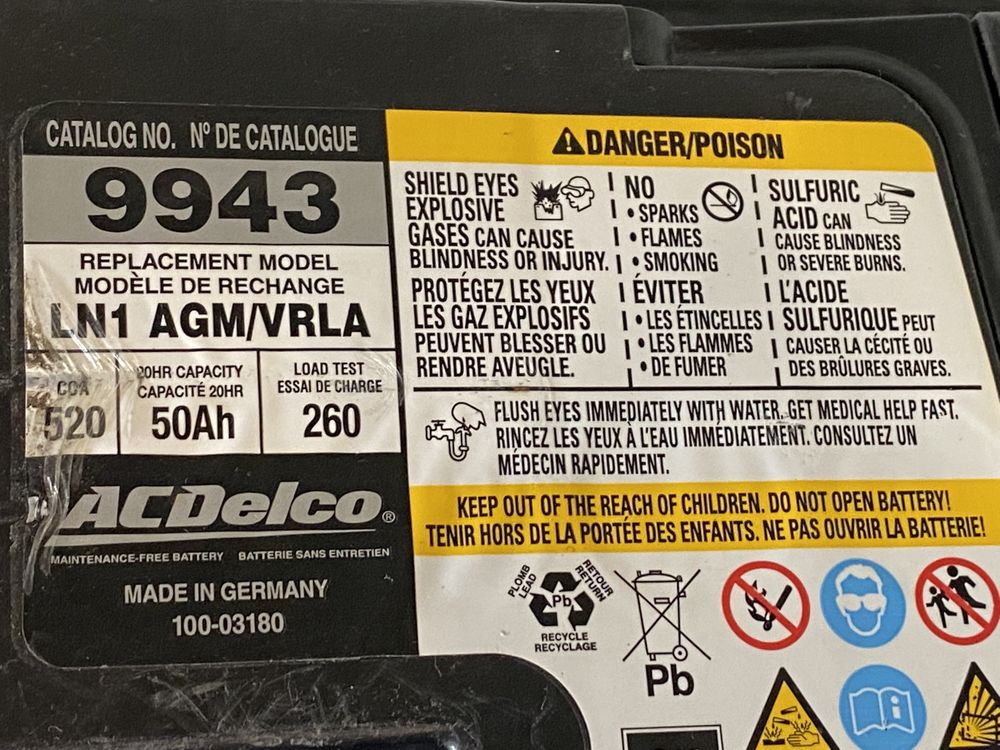 CATALOG NO. Nº DE CATALOGUE
9943
REPLACEMENT MODEL
MODÈLE DE RECHANGE
LN1 AGM/VRLA
CCA
520
20HR CAPACITY
CAPACITÉ 20HR
50Ah
LOAD TEST
ESSAI DE CHARGE
260
ACDelco®
MAINTENANCE-FREE BATTERY BATTERIE SANS ENTRETIEN
MADE IN GERMANY
100-03180
DANGER/POISON
SHIELD EYES
EXPLOSIVE
GASES CAN CAUSE
BLINDNESS OR INJURY.
PROTÉGEZ LES YEUX
LES GAZ EXPLOSIFS
PEUVENT BLESSER OU
RENDRE AVEUGLE.
NO
• SPARKS
• FLAMES
• SMOKING
ÉVITER
• LES ÉTINCELLES
• LES FLAMMES
• DE FUMER
SULFURIC
ACID CAN
CAUSE BLINDNESS
OR SEVERE BURNS.
L'ACIDE
SULFURIQUE PEUT
CAUSER LA CÉCITÉ OU
DES BRÛLURES GRAVES.
FLUSH EYES IMMEDIATELY WITH WATER. GET MEDICAL HELP FAST.
RINCEZ LES YEUX À L'EAU IMMÉDIATEMENT. CONSULTEZ UN
MÉDECIN RAPIDEMENT.
KEEP OUT OF THE REACH OF CHILDREN. DO NOT OPEN BATTERY!
TENIR HORS DE LA PORTÉE DES ENFANTS. NE PAS OUVRIR LA BATTERIE!
PLOMB
LEAD
RETOUR
RETURN
Pb
RECYCLE
RECYCLAGE
Pb